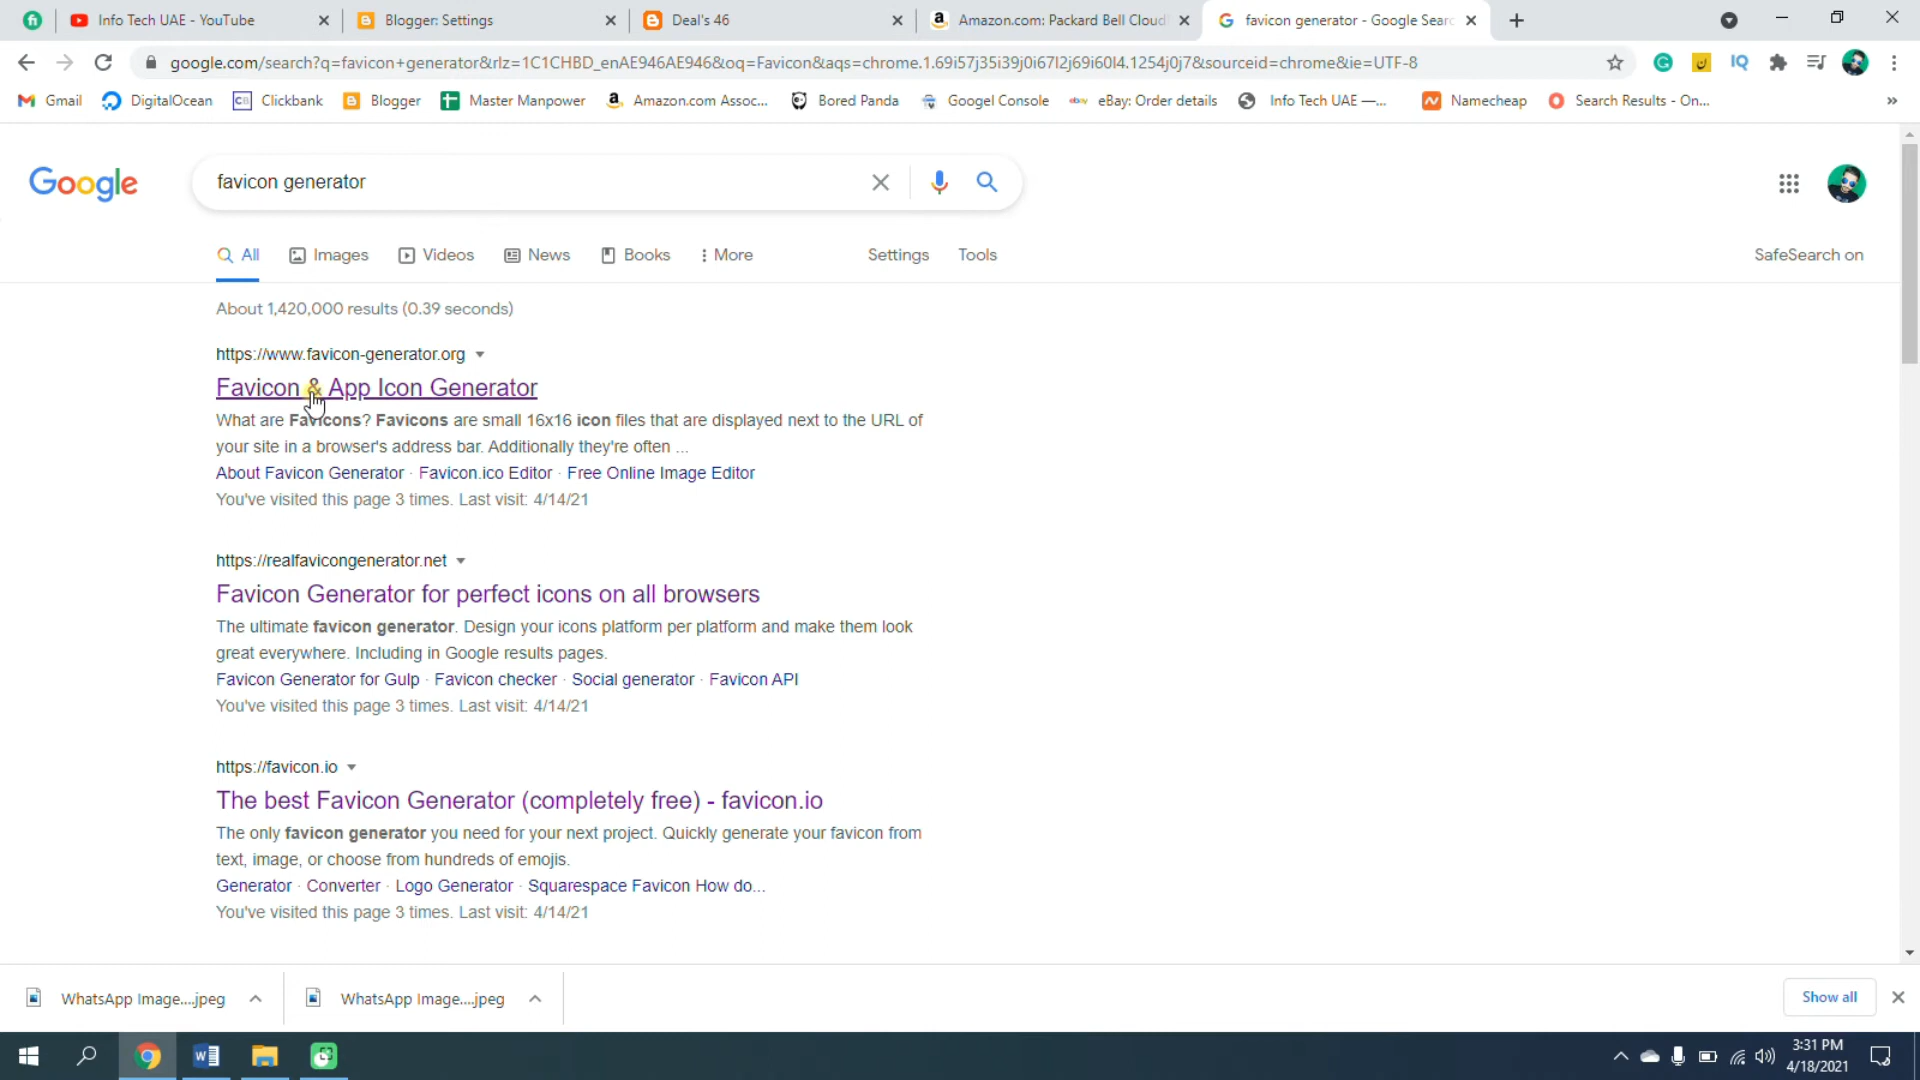 Info Tech UAE - YouTube
Blogger: Settings
Deal's 46
Amazon.com: Packard Bell Cloud
favicon generator - Google Sear
google.com/search?q=favicon+generator&rlz=1C1CHBD_enAE946AE946&oq=Favicon&aqs=chrome.1.69i57j35i39j0i67l2j69i60l4.1254j0j7&sourceid=chrome&ie=UTF-8
IQ
Gmail
DigitalOcean
CB Clickbank
Blogger
Master Manpower
Amazon.com Assoc...
Bored Panda
Googel Console
eBay: Order details
Info Tech UAE —...
Namecheap
Search Results - On...
Google
favicon generator
All
Images
Videos
News
Books
More
Settings
Tools
SafeSearch on
About 1,420,000 results (0.39 seconds)
https://www.favicon-generator.org
Favicon & App Icon Generator
What are Favicons? Favicons are small 16x16 icon files that are displayed next to the URL of
your site in a browser's address bar. Additionally they're often ...
About Favicon Generator · Favicon.ico Editor · Free Online Image Editor
You've visited this page 3 times. Last visit: 4/14/21
https://realfavicongenerator.net
Favicon Generator for perfect icons on all browsers
The ultimate favicon generator. Design your icons platform per platform and make them look
great everywhere. Including in Google results pages.
Favicon Generator for Gulp · Favicon checker · Social generator · Favicon API
You've visited this page 3 times. Last visit: 4/14/21
https://favicon.io
The best Favicon Generator (completely free) - favicon.io
The only favicon generator you need for your next project. Quickly generate your favicon from
text, image, or choose from hundreds of emojis.
Generator · Converter · Logo Generator · Squarespace Favicon How do...
You've visited this page 3 times. Last visit: 4/14/21
WhatsApp Image....jpeg
WhatsApp Image....jpeg
Show all
3:31 PM
4/18/2021